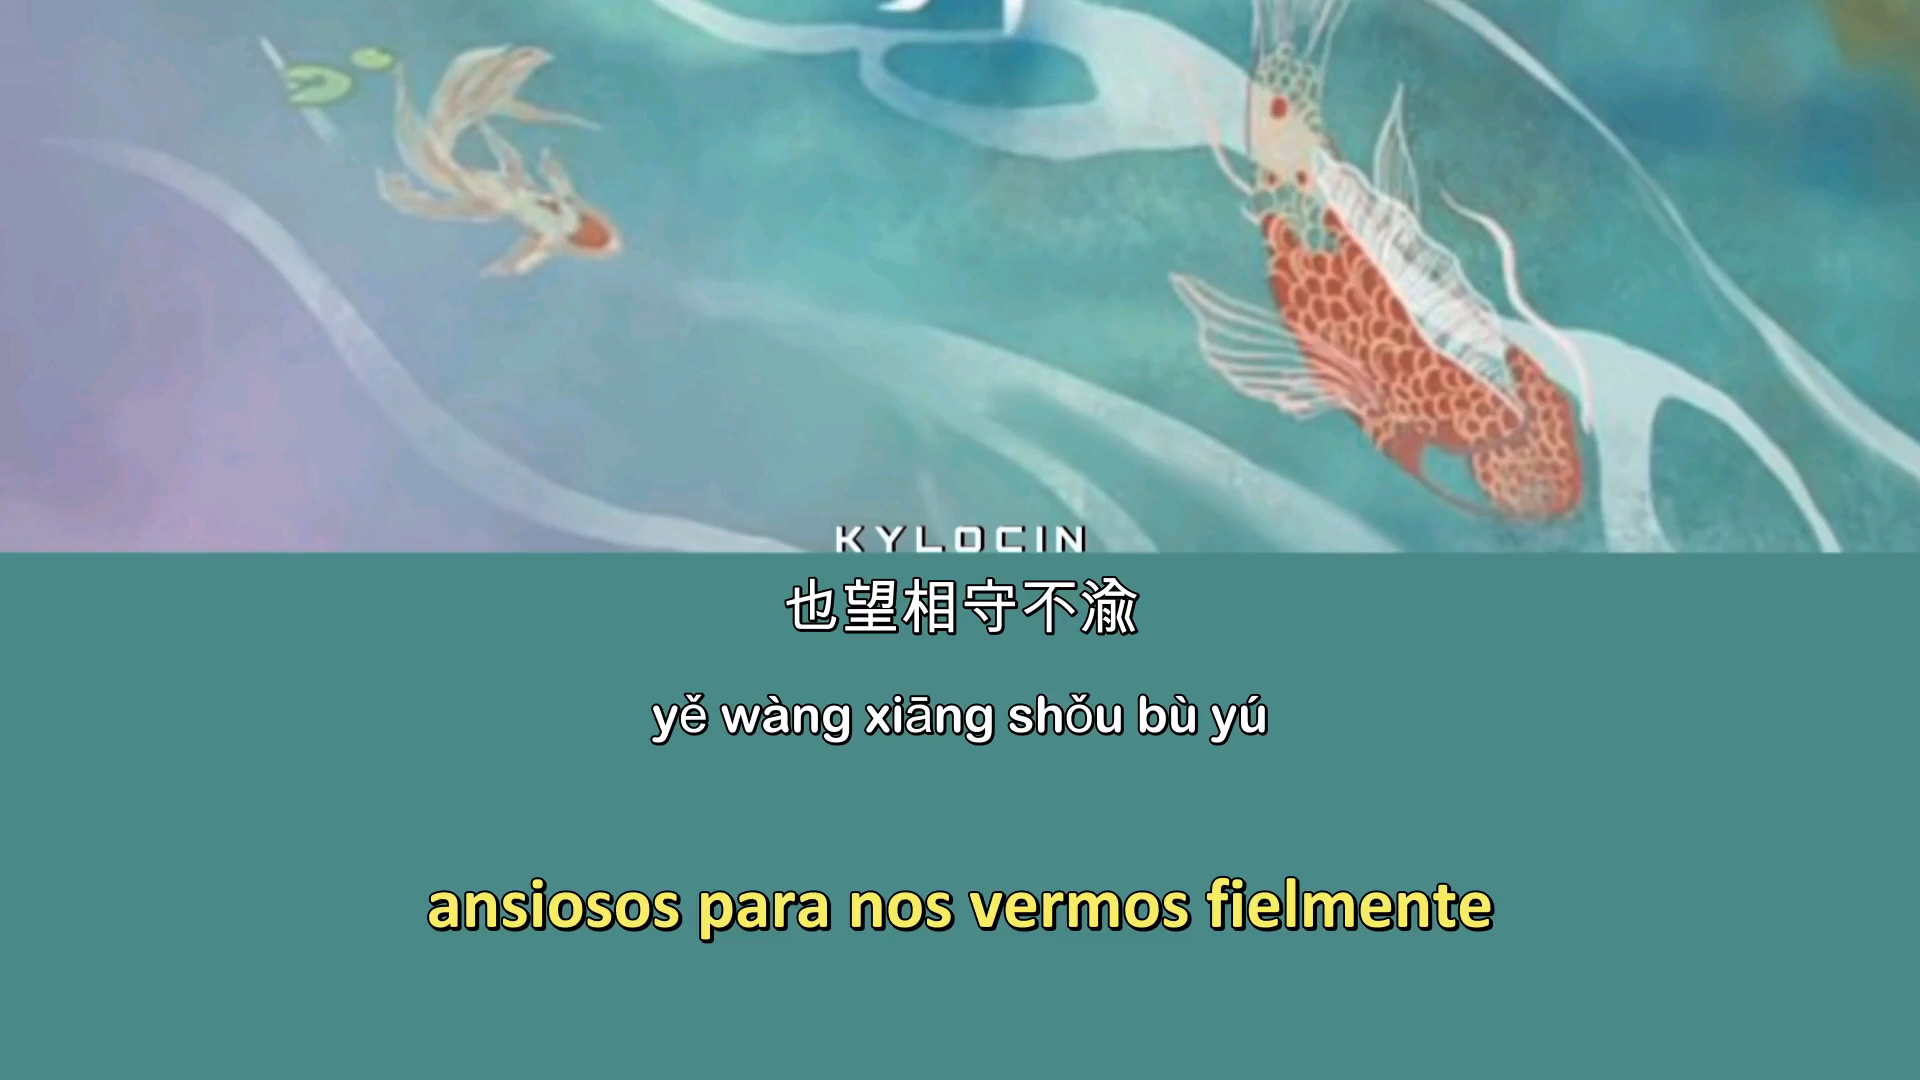 KYLOCIN
也望相守不渝
yě wàng xiāng shǒu bù yú
ansiosos para nos vermos fielmente